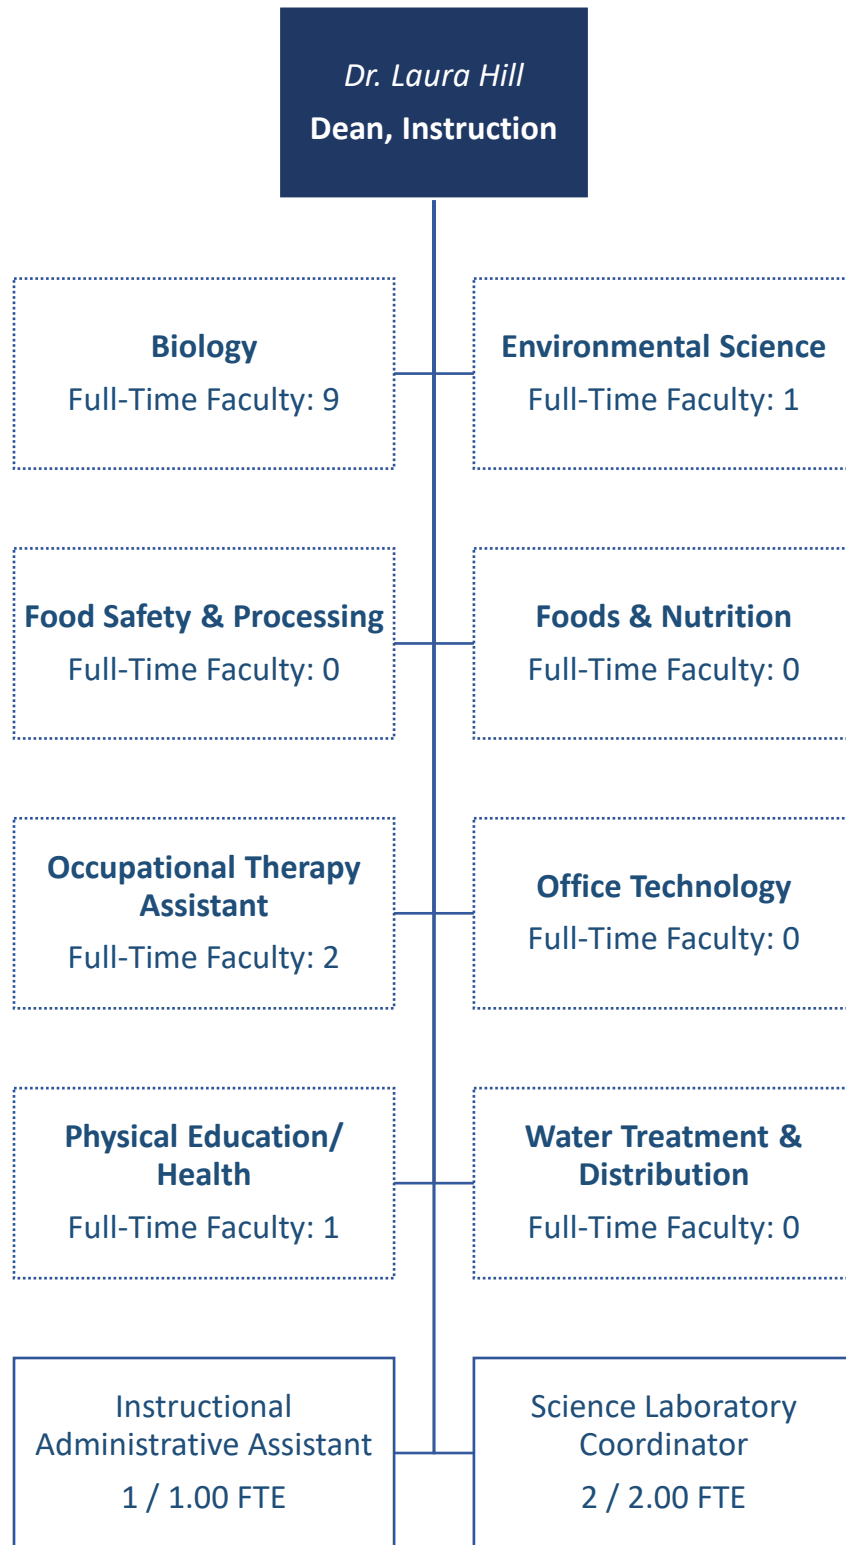 Dr. Laura Hill
Dean, Instruction
Biology
Full-Time Faculty: 9
Environmental Science
Full-Time Faculty: 1
Food Safety & Processing
Full-Time Faculty: 0
Foods & Nutrition
Full-Time Faculty: 0
Occupational Therapy
Assistant
Full-Time Faculty: 2
Office Technology
Full-Time Faculty: 0
Physical Education/
Health
Full-Time Faculty: 1
Water Treatment &
Distribution
Full-Time Faculty: 0
Instructional
Administrative Assistant
1 / 1.00 FTE
Science Laboratory
Coordinator
2 / 2.00 FTE